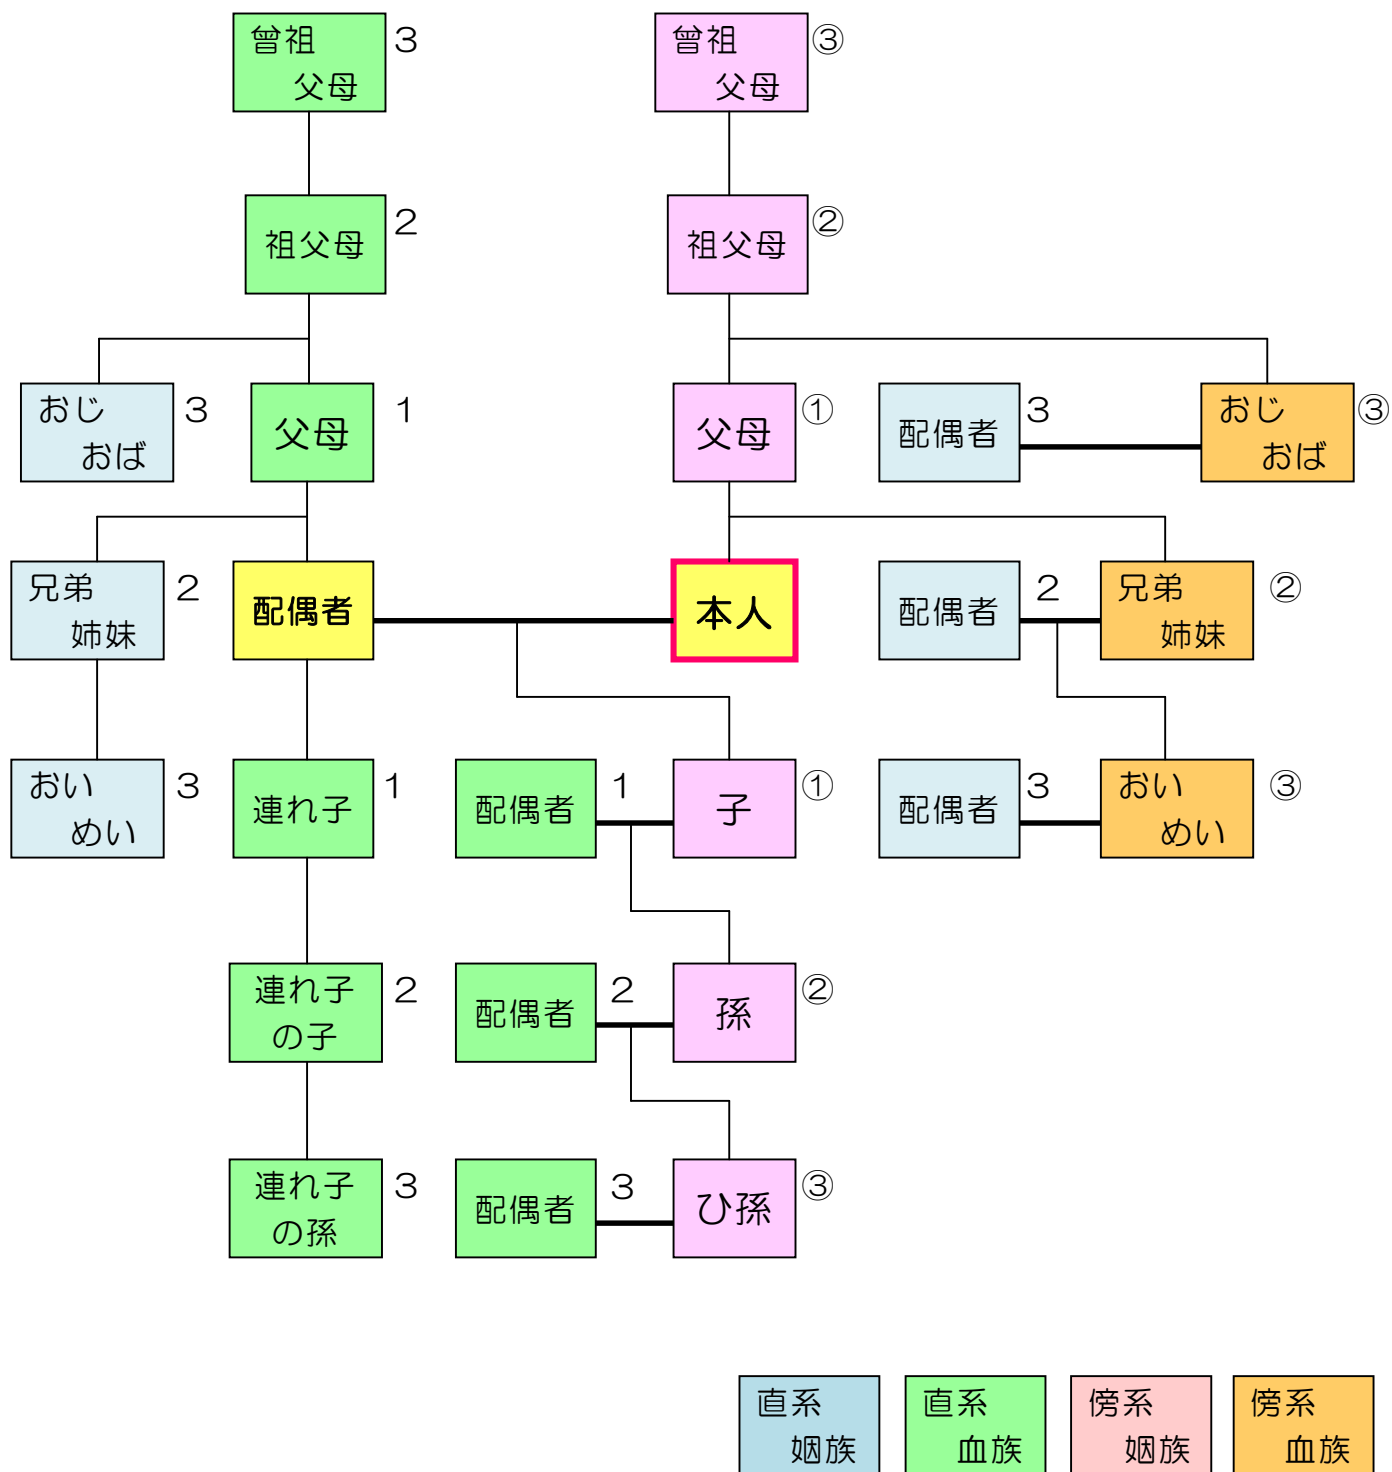 曾祖
父母
3
曾祖
父母
③
祖父母
2
祖父母
②
おじ
おば
3
父母
1
父母
①
配偶者
3
おじ
おば
③
兄弟
姉妹
2
配偶者
本人
配偶者
2
兄弟
姉妹
②
おい
めい
3
連れ子
1
配偶者
1
子
①
配偶者
3
おい
めい
③
連れ子
の子
2
配偶者
2
孫
②
連れ子
の孫
3
配偶者
3
ひ孫
③
直系
姻族
直系
血族
傍系
姻族
傍系
血族